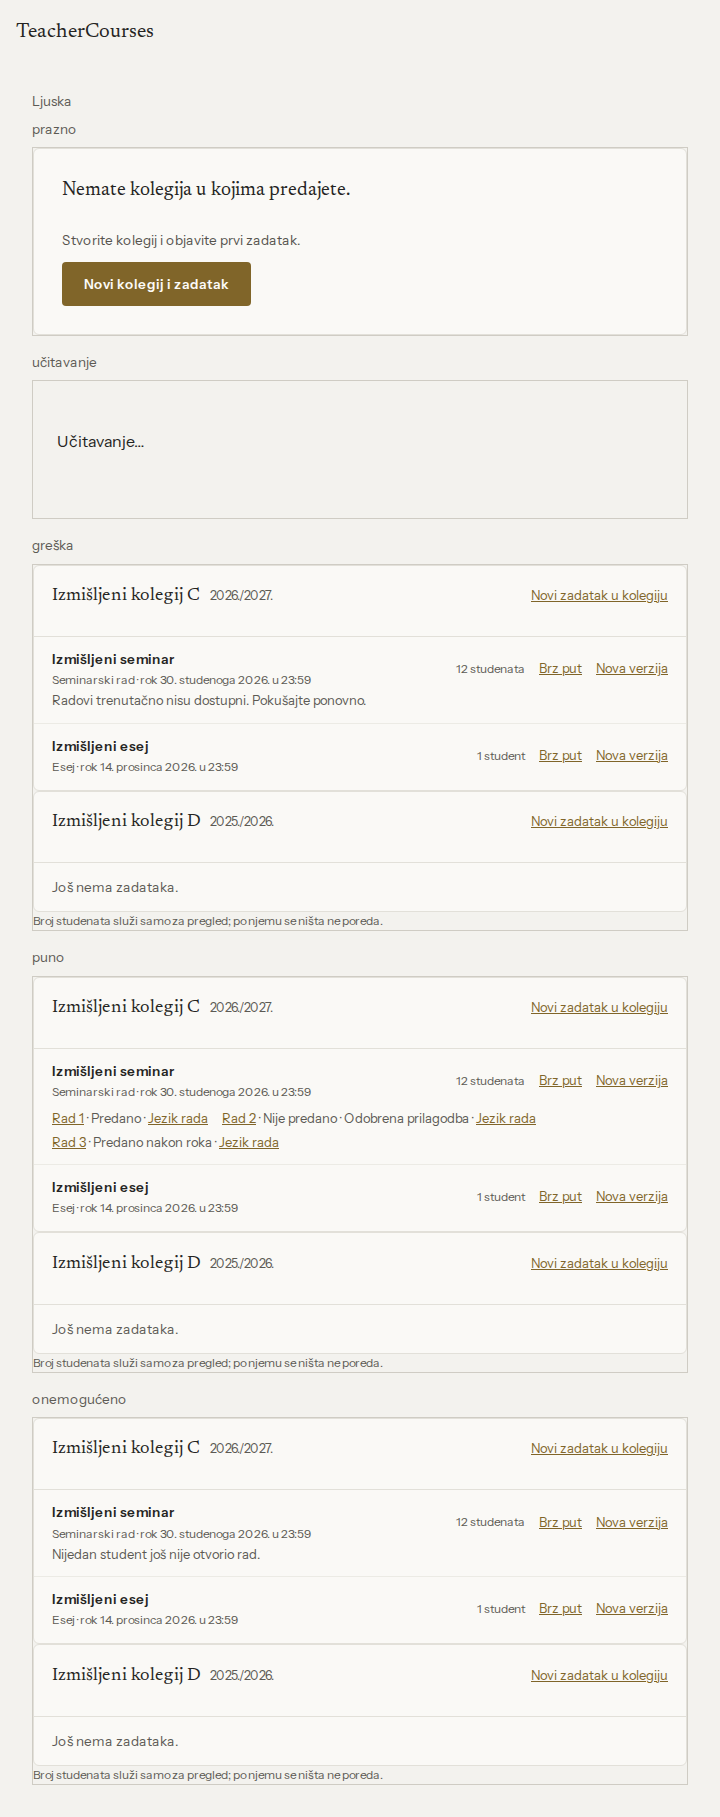 TeacherCourses
Ljuska
prazno
Nemate kolegija u kojima predajete.
Stvorite kolegij i objavite prvi zadatak.
Novi kolegij i zadatak
učitavanje
Učitavanje…
greška
Izmišljeni kolegij C 2026./2027. Novi zadatak u kolegiju
Izmišljeni seminar
Seminarski rad · rok 30. studenoga 2026. u 23:59
12 studenata Brz put Nova verzija
Radovi trenutačno nisu dostupni. Pokušajte ponovno.
Izmišljeni esej
Esej · rok 14. prosinca 2026. u 23:59
1 student Brz put Nova verzija
Izmišljeni kolegij D 2025./2026. Novi zadatak u kolegiju
Još nema zadataka.
Broj studenata služi samo za pregled; po njemu se ništa ne poreda.
puno
Izmišljeni kolegij C 2026./2027. Novi zadatak u kolegiju
Izmišljeni seminar
Seminarski rad · rok 30. studenoga 2026. u 23:59
12 studenata Brz put Nova verzija
Rad 1 · Predano · Jezik rada Rad 2 · Nije predano · Odobrena prilagodba · Jezik rada
Rad 3 · Predano nakon roka · Jezik rada
Izmišljeni esej
Esej · rok 14. prosinca 2026. u 23:59
1 student Brz put Nova verzija
Izmišljeni kolegij D 2025./2026. Novi zadatak u kolegiju
Još nema zadataka.
Broj studenata služi samo za pregled; po njemu se ništa ne poreda.
onemogućeno
Izmišljeni kolegij C 2026./2027. Novi zadatak u kolegiju
Izmišljeni seminar
Seminarski rad · rok 30. studenoga 2026. u 23:59
12 studenata Brz put Nova verzija
Nijedan student još nije otvorio rad.
Izmišljeni esej
Esej · rok 14. prosinca 2026. u 23:59
1 student Brz put Nova verzija
Izmišljeni kolegij D 2025./2026. Novi zadatak u kolegiju
Još nema zadataka.
Broj studenata služi samo za pregled; po njemu se ništa ne poreda.